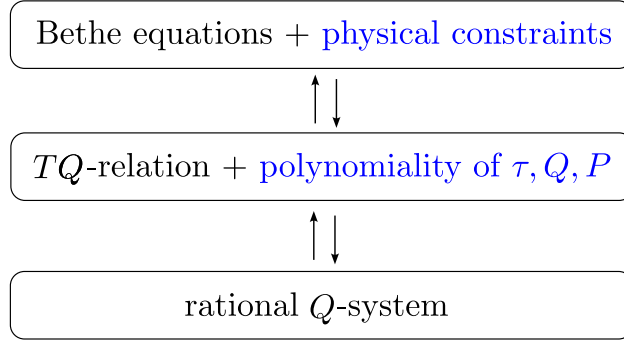 Bethe equations + physical constraints
TQ-relation + polynomiality of τ, Q, P
rational Q-system